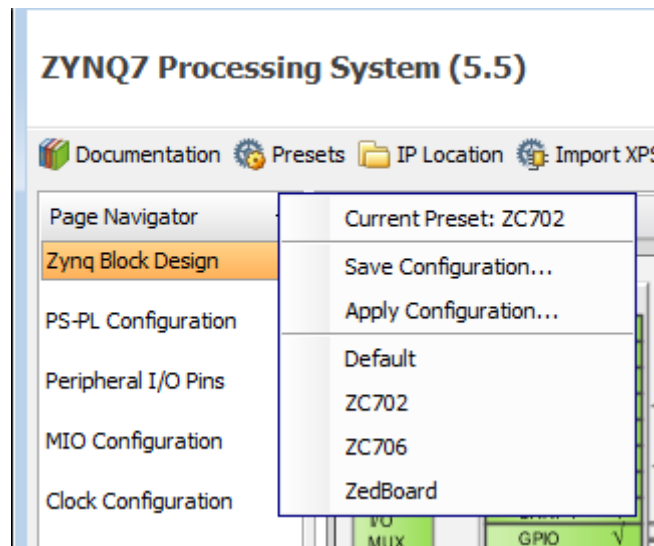 ZYNQ7 Processing System (5.5)
Documentation Presets IP Location Import XPS
Page Navigator
Current Preset: ZC702
Zynq Block Design
Save Configuration...
PS-PL Configuration
Apply Configuration...
Default
Peripheral I/O Pins
ZC702
MIO Configuration
ZC706
Clock Configuration
ZedBoard
I/O
MUX
GPIO